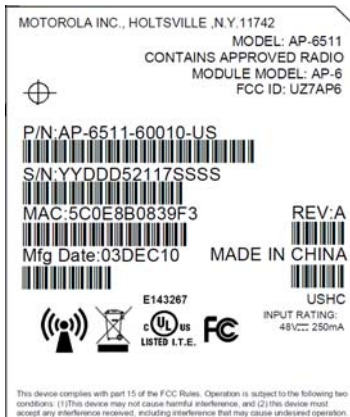 MOTOROLA INC., HOLTSVILLE ,N.Y.11742
MODEL: AP-6511
CONTAINS APPROVED RADIO
MODULE MODEL: AP-6
FCC ID: UZ7AP6
P/N:AP-6511-60010-US
S/N:YYDDD52117SSSS
MAC:5C0E8B0839F3
REV:A
Mfg Date:03DEC10
MADE IN CHINA
E143267
USHC
INPUT RATING:
48V⎓ 250mA
C UL US
LISTED I.T.E.
FC
This device complies with part 15 of the FCC Rules. Operation is subject to the following two
conditions: (1)This device may not cause harmful interference, and (2) this device must
accept any interference received, including interference that may cause undesired operation.